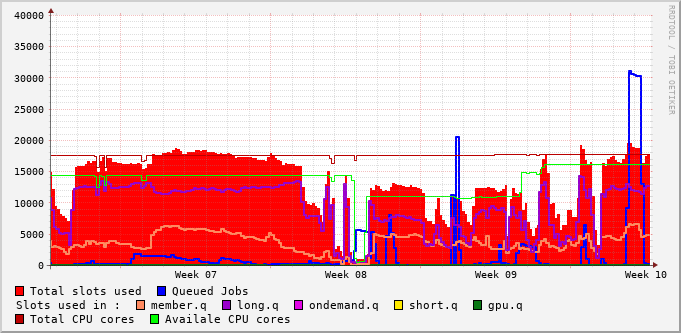 40000
35000
30000
25000
20000
15000
10000
5000
0
Week 07 Week 08 Week 09 Week 10
RRDTOOL / TOBI OETIKER
Total slots used Queued Jobs
Slots used in : member.q long.q ondemand.q short.q gpu.q
Total CPU cores Availale CPU cores